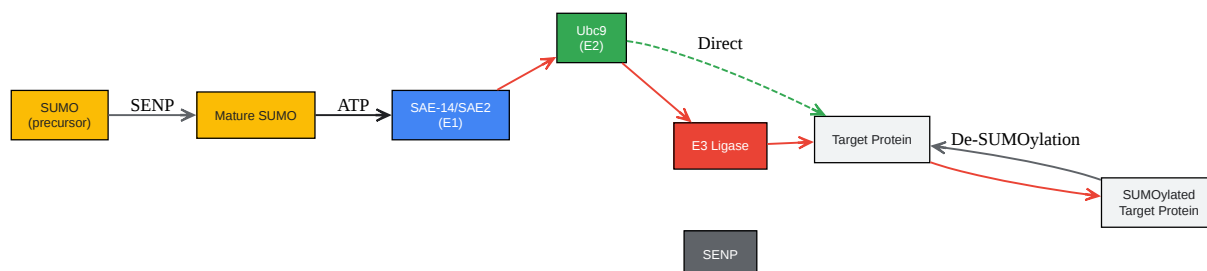 SUMO
(precursor)
SENP
Mature SUMO
ATP
SAE-14/SAE2
(E1)
Ubc9
(E2)
Direct
E3 Ligase
Target Protein
De-SUMOylation
SUMOylated
Target Protein
SENP